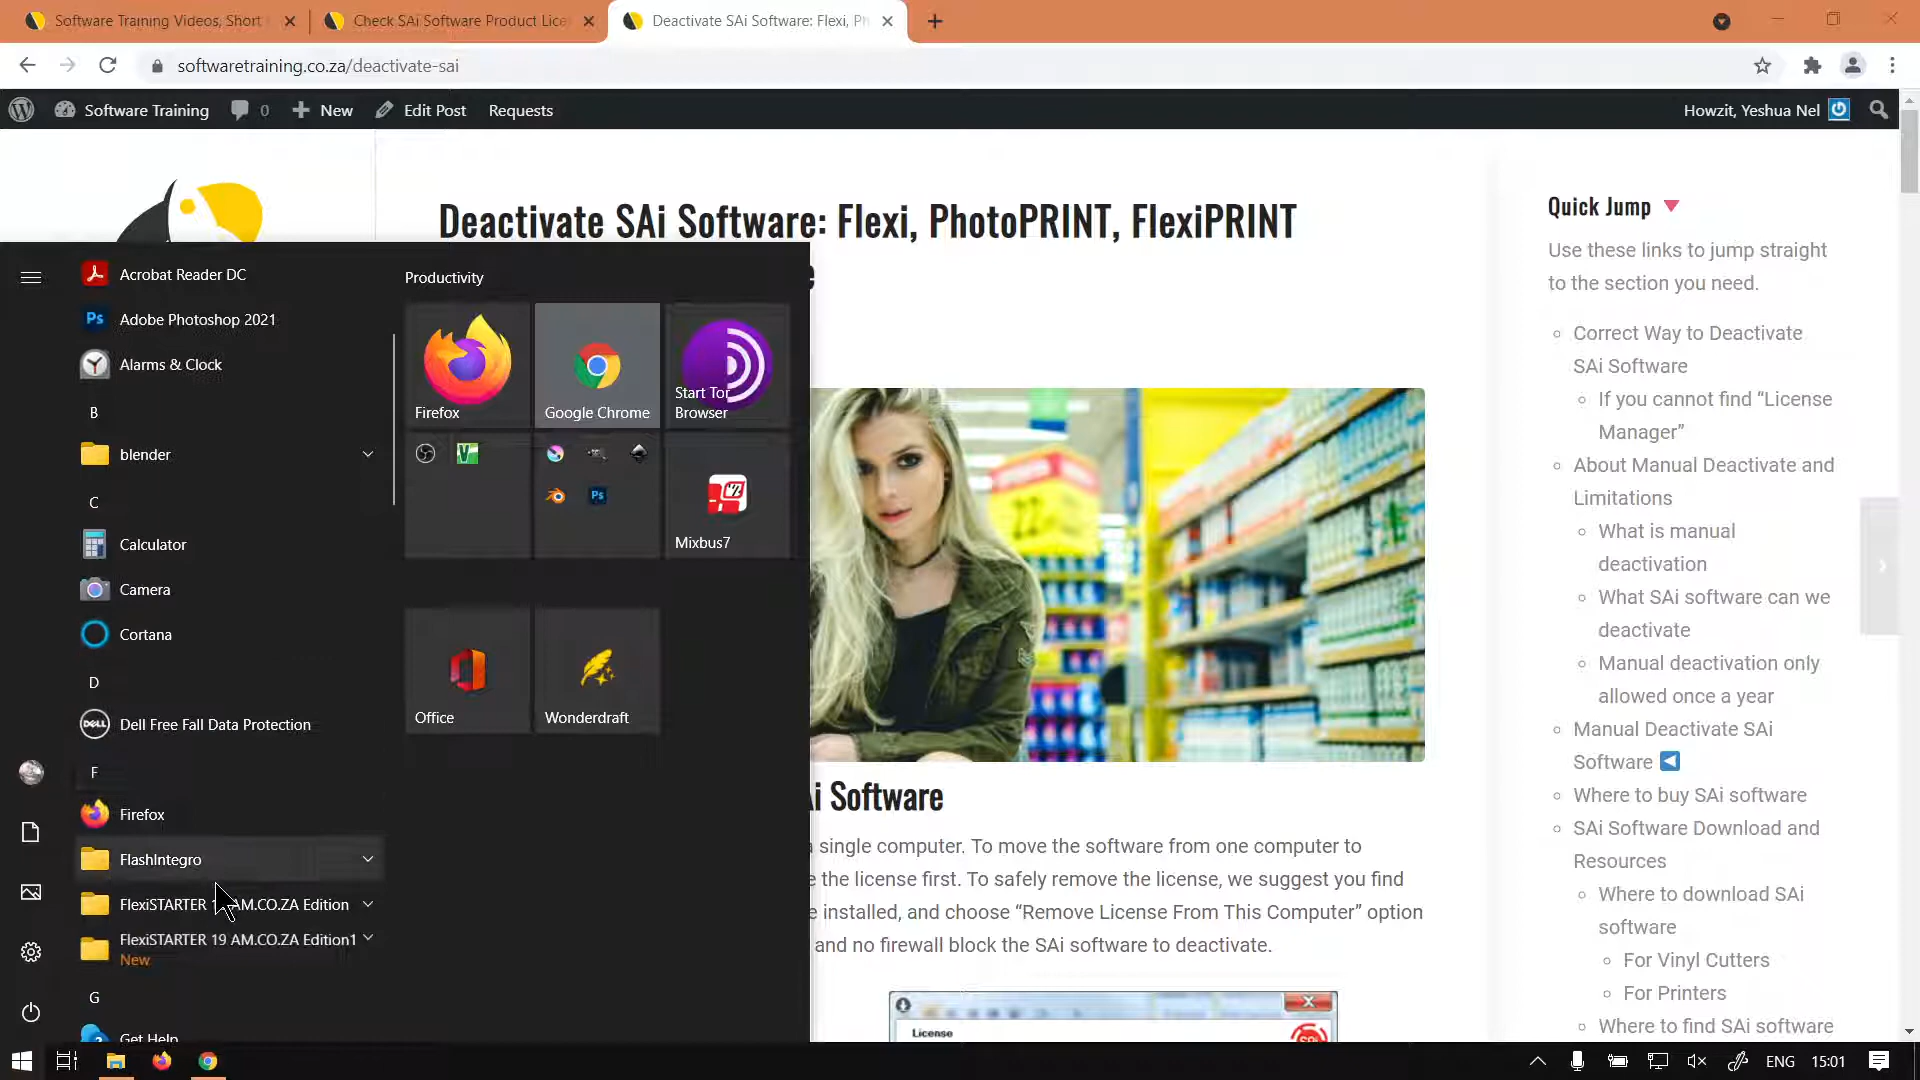 Software Training Videos, Short
Check SAi Software Product Lice
Deactivate SAi Software: Flexi, Ph
softwaretraining.co.za/deactivate-sai
Software Training
0
New
Edit Post
Requests
Howzit, Yeshua Nel
Deactivate SAi Software: Flexi, PhotoPRINT, FlexiPRINT
Acrobat Reader DC
Adobe Photoshop 2021
Alarms & Clock
B
blender
C
Calculator
Camera
Cortana
D
Dell Free Fall Data Protection
F
Firefox
FlashIntegro
FlexiSTARTER AM.CO.ZA Edition
FlexiSTARTER 19 AM.CO.ZA Edition1
New
G
Get Help
Productivity
Firefox
Google Chrome
Start Tor
Browser
Mixbus7
Office
Wonderdraft
Ai Software
a single computer. To move the software from one computer to
e the license first. To safely remove the license, we suggest you find
e installed, and choose “Remove License From This Computer” option
and no firewall block the SAi software to deactivate.
License
Quick Jump
Use these links to jump straight
to the section you need.
Correct Way to Deactivate
SAi Software
If you cannot find “License
Manager”
About Manual Deactivate and
Limitations
What is manual
deactivation
What SAi software can we
deactivate
Manual deactivation only
allowed once a year
Manual Deactivate SAi
Software
Where to buy SAi software
SAi Software Download and
Resources
Where to download SAi
software
For Vinyl Cutters
For Printers
Where to find SAi software
ENG
15:01